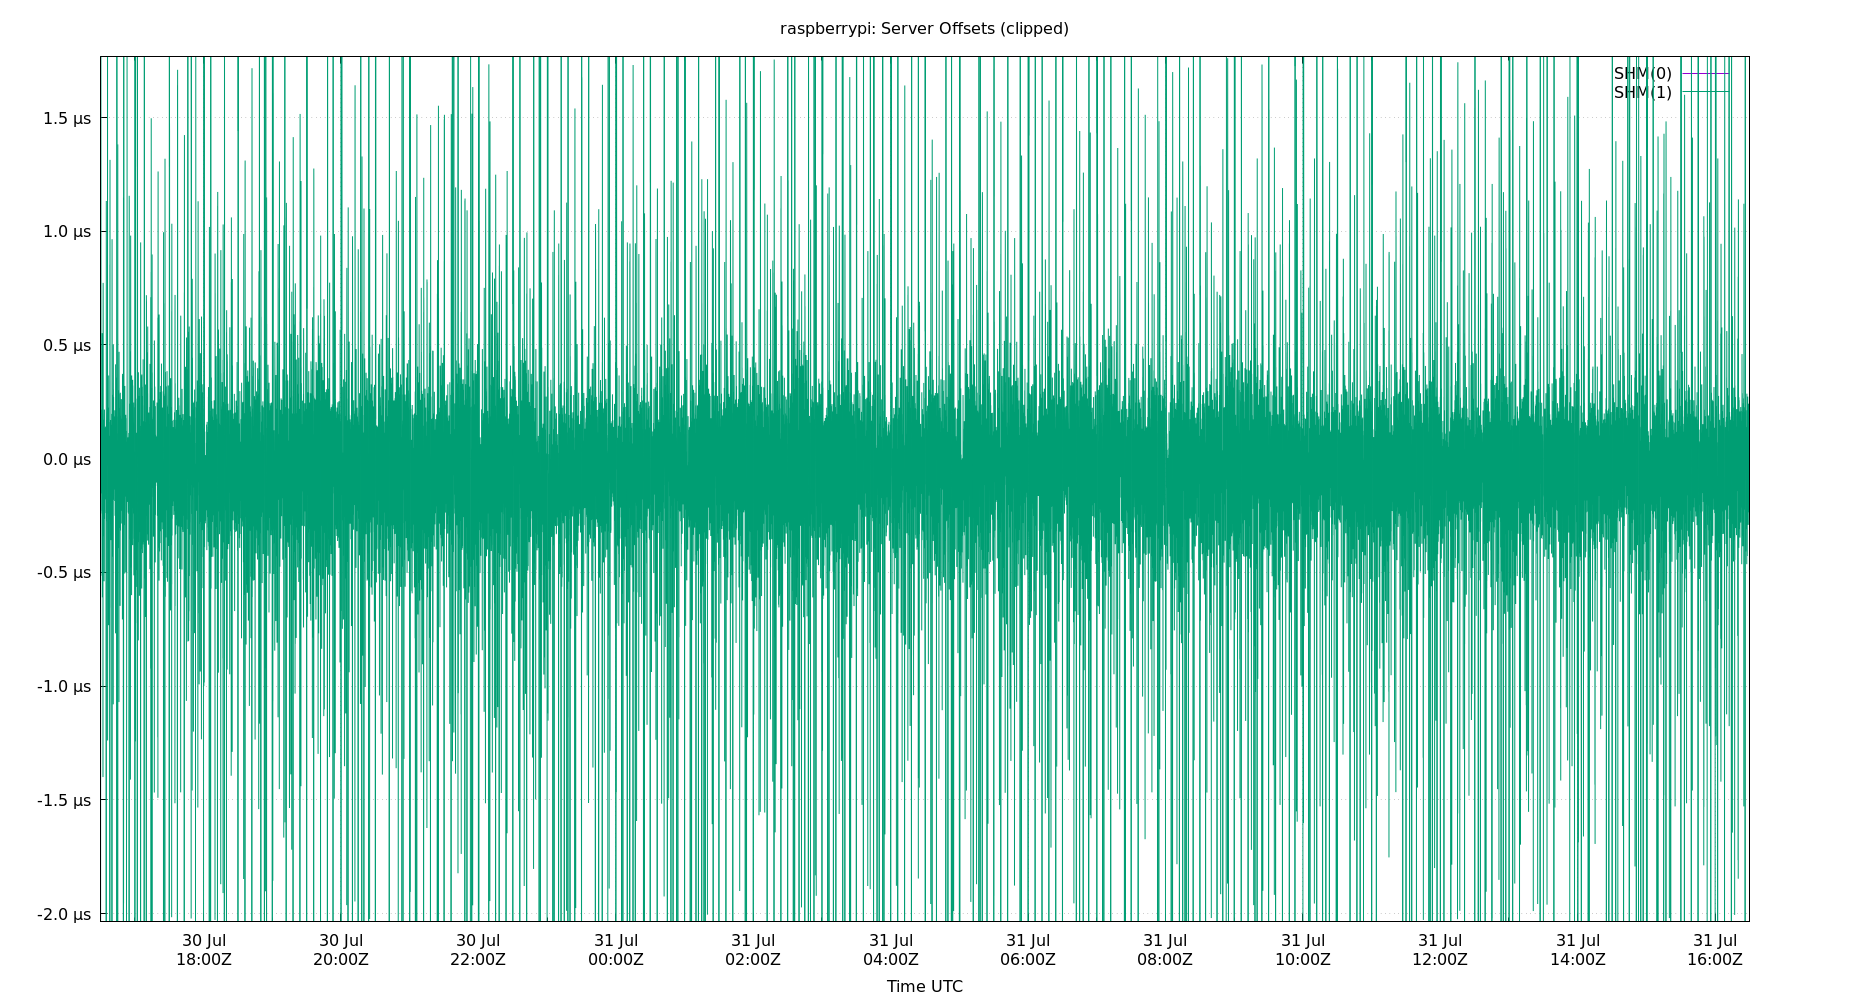 raspberrypi: Server Offsets (clipped)
SHM(0)
SHM(1)
1.5 µs
1.0 µs
0.5 µs
0.0 µs
-0.5 µs
-1.0 µs
-1.5 µs
-2.0 µs
30 Jul 30 Jul 30 Jul 31 Jul 31 Jul 31 Jul 31 Jul 31 Jul 31 Jul 31 Jul 31 Jul 31 Jul
18:00Z 20:00Z 22:00Z 00:00Z 02:00Z 04:00Z 06:00Z 08:00Z 10:00Z 12:00Z 14:00Z 16:00Z
Time UTC